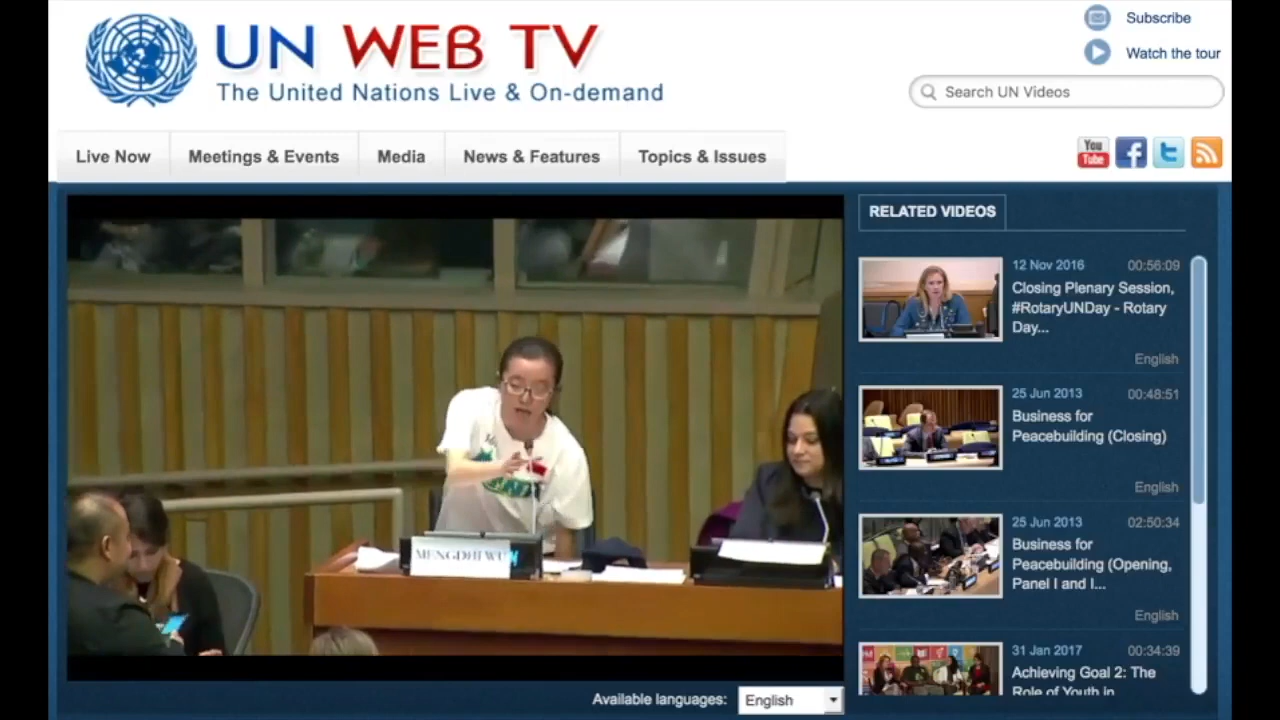 UN WEB TV
The United Nations Live & On-demand
Subscribe
Watch the tour
Search UN Videos
Live Now
Meetings & Events
Media
News & Features
Topics & Issues
You
Tube
RELATED VIDEOS
12 Nov 2016 00:56:09
Closing Plenary Session,
#RotaryUNDay - Rotary
Day...
English
25 Jun 2013 00:48:51
Business for
Peacebuilding (Closing)
English
25 Jun 2013 02:50:34
Business for
Peacebuilding (Opening,
Panel I and I...
English
31 Jan 2017 00:34:39
Achieving Goal 2: The
Role of Youth in
MENGDI WU
Available languages: English